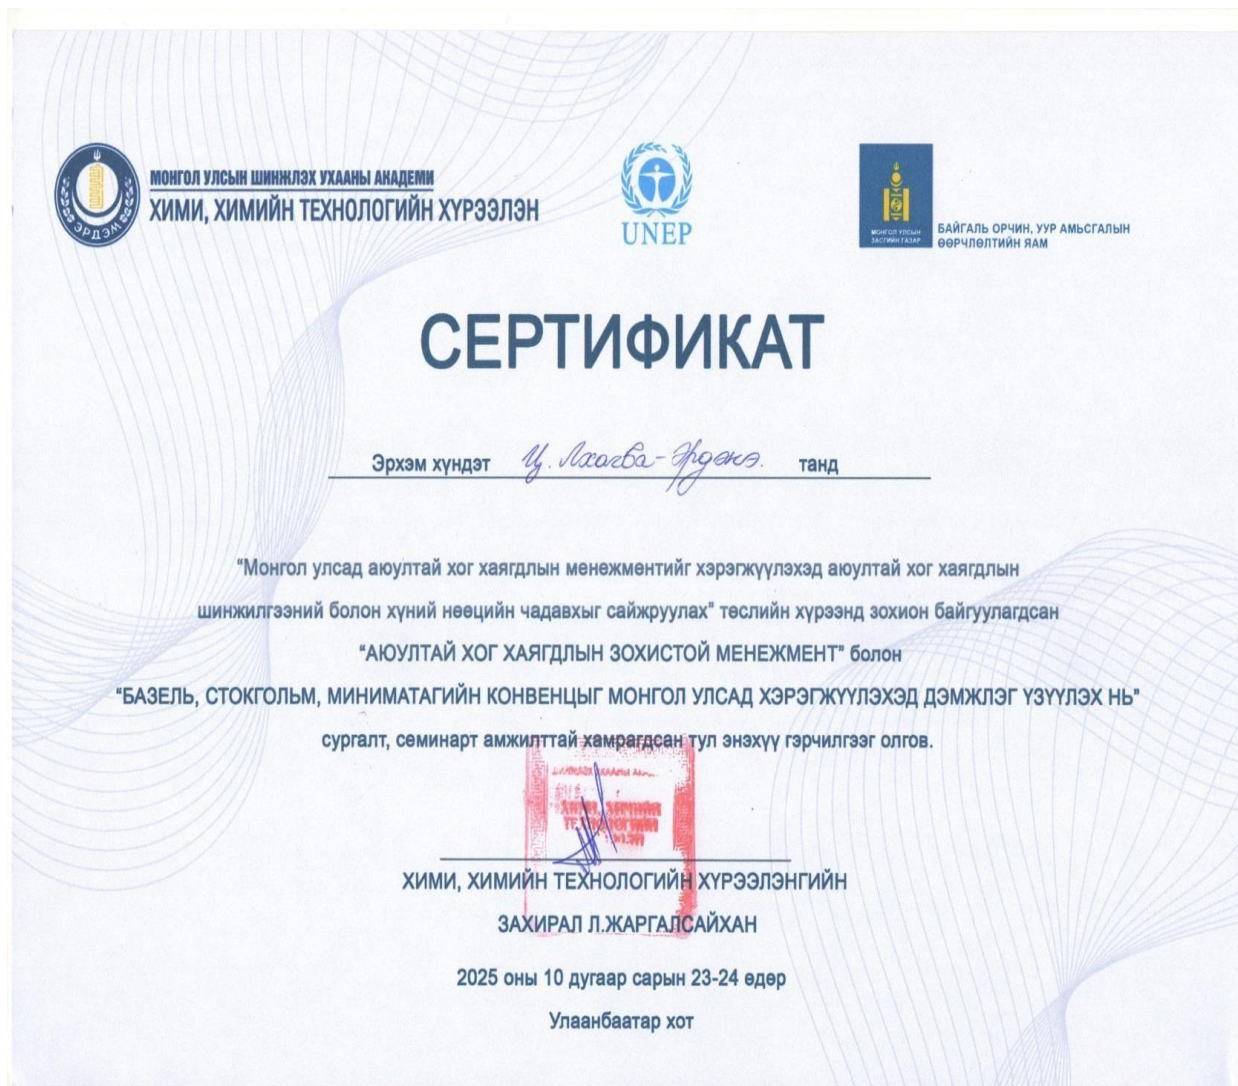 МОНГОЛ УЛСЫН ШИНЖЛЭХ УХААНЫ АКАДЕМИ
ХИМИ, ХИМИЙН ТЕХНОЛОГИЙН ХҮРЭЭЛЭН
ЭРДЭМ
UNEP
МОНГОЛ УЛСЫН
ЗАСГИЙН ГАЗАР
БАЙГАЛЬ ОРЧИН, УУР АМЬСГАЛЫН
ӨӨРЧЛӨЛТИЙН ЯАМ
СЕРТИФИКАТ
Эрхэм хүндэт Ц. Лхагва-Эрдэнэ. танд
“Монгол улсад аюултай хог хаягдлын менежментийг хэрэгжүүлэхэд аюултай хог хаягдлын
шинжилгээний болон хүний нөөцийн чадавхыг сайжруулах” төслийн хүрээнд зохион байгуулагдсан
“АЮУЛТАЙ ХОГ ХАЯГДЛЫН ЗОХИСТОЙ МЕНЕЖМЕНТ” болон
“БАЗЕЛЬ, СТОКГОЛЬМ, МИНИМАТАГИЙН КОНВЕНЦЫГ МОНГОЛ УЛСАД ХЭРЭГЖҮҮЛЭХЭД ДЭМЖЛЭГ ҮЗҮҮЛЭХ НЬ”
сургалт, семинарт амжилттай хамрагдсан тул энэхүү гэрчилгээг олгов.
ХИМИ, ХИМИЙН
ХИМИ, ХИМИЙН ТЕХНОЛОГИЙН ХҮРЭЭЛЭНГИЙН
ЗАХИРАЛ Л.ЖАРГАЛСАЙХАН
2025 оны 10 дугаар сарын 23-24 өдөр
Улаанбаатар хот